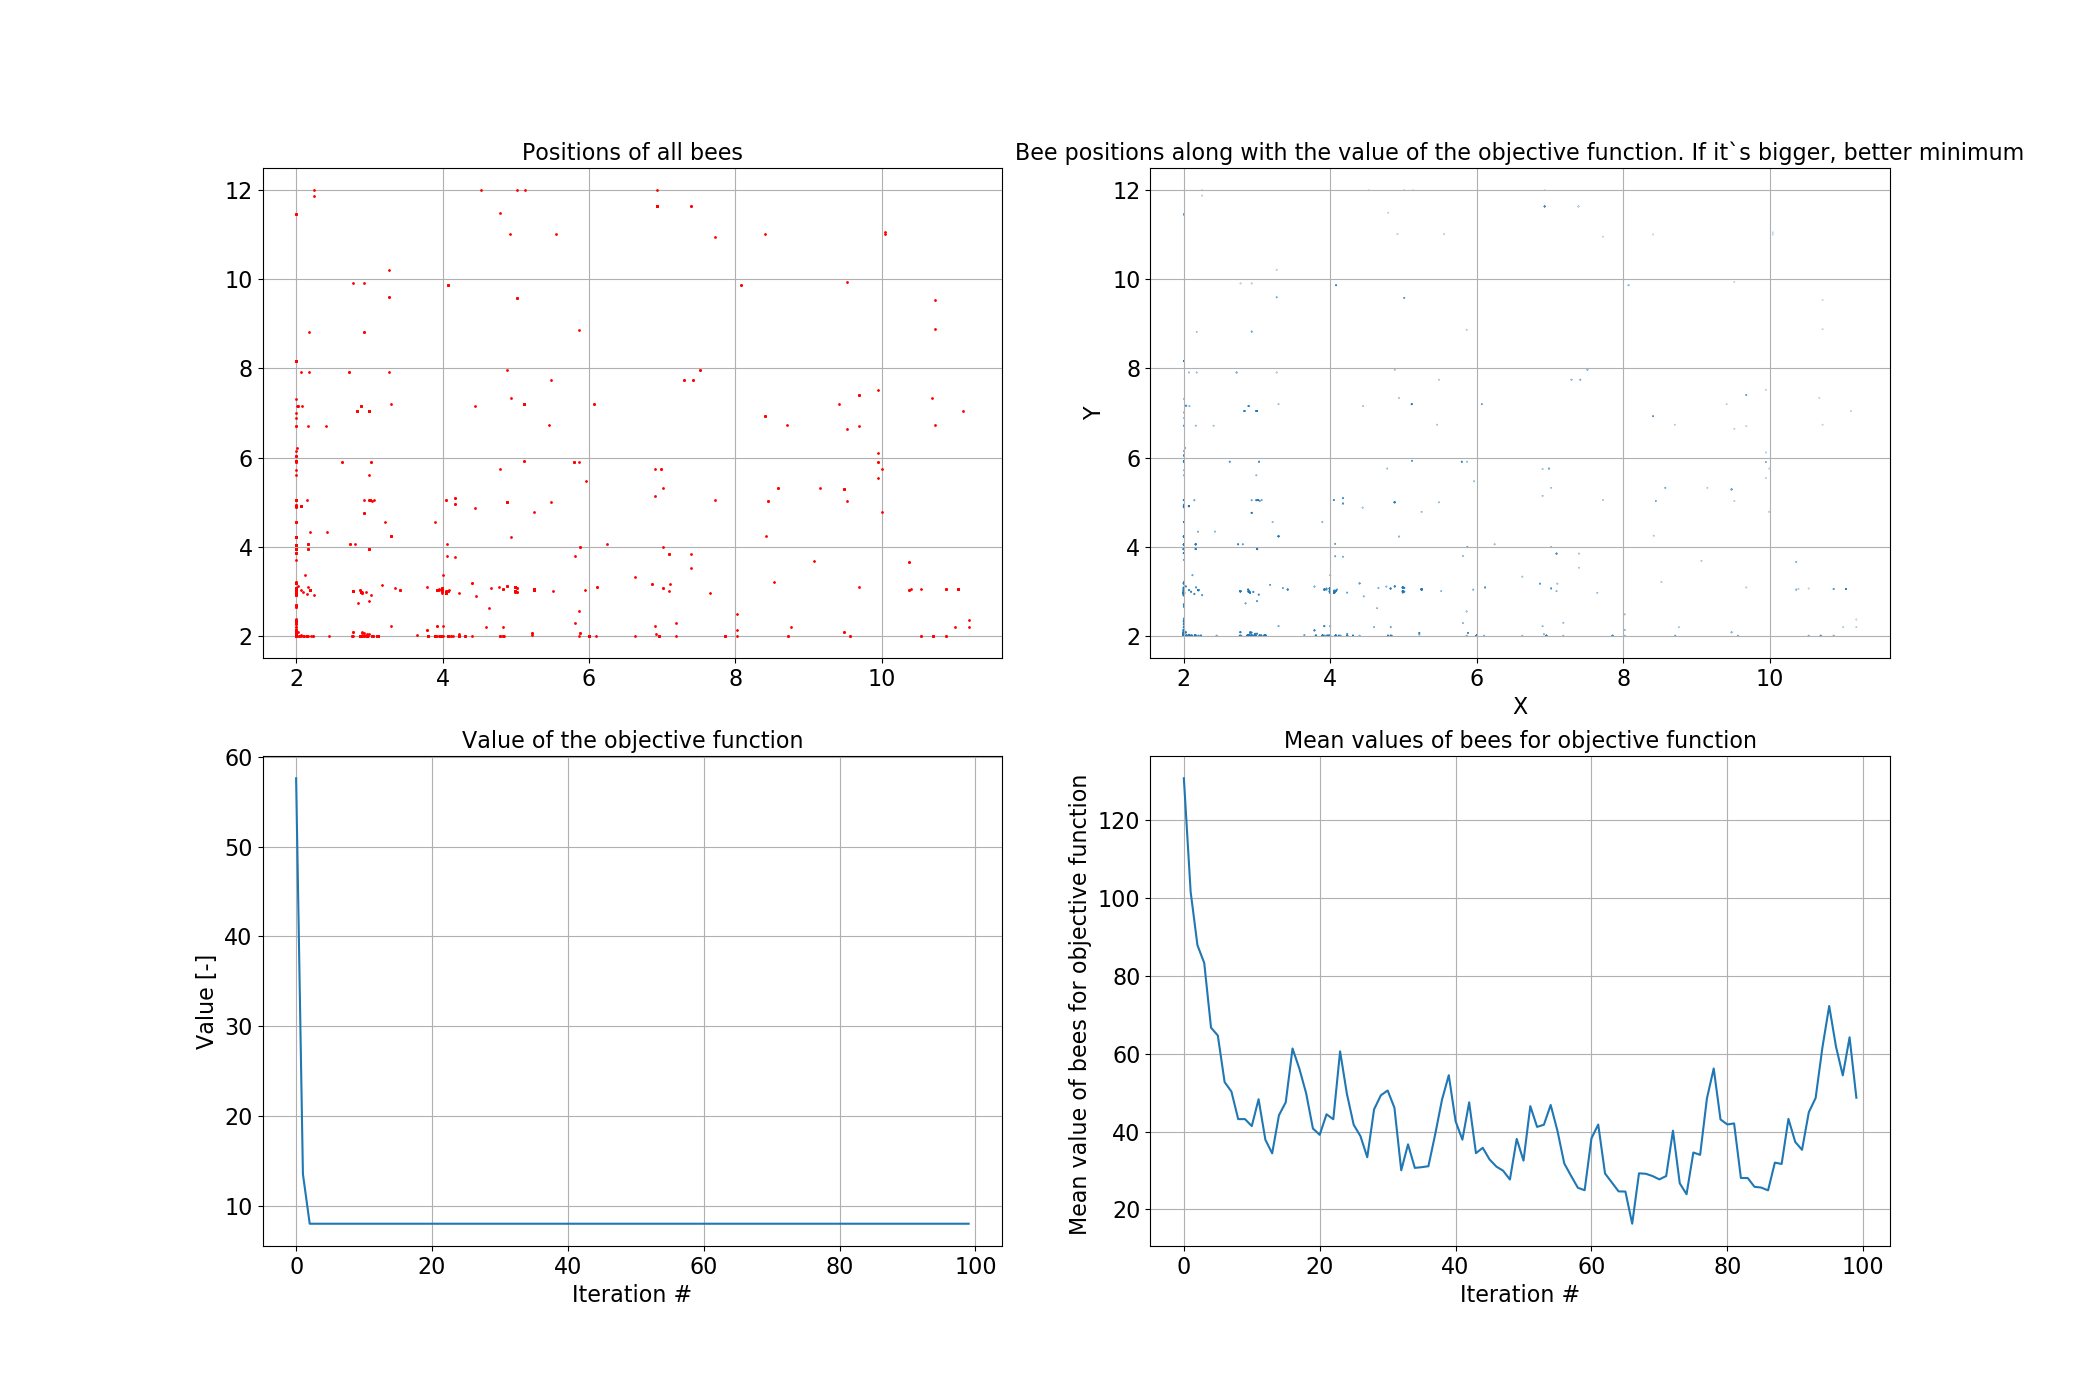 Positions of all bees
12
10
8
6
4
2
2 4 6 8 10
Bee positions along with the value of the objective function. If it`s bigger, better minimum
Y
12
10
8
6
4
2
2 4 6 8 10
X
Value of the objective function
Value [-]
60
50
40
30
20
10
0 20 40 60 80 100
Iteration #
Mean values of bees for objective function
Mean value of bees for objective function
120
100
80
60
40
20
0 20 40 60 80 100
Iteration #